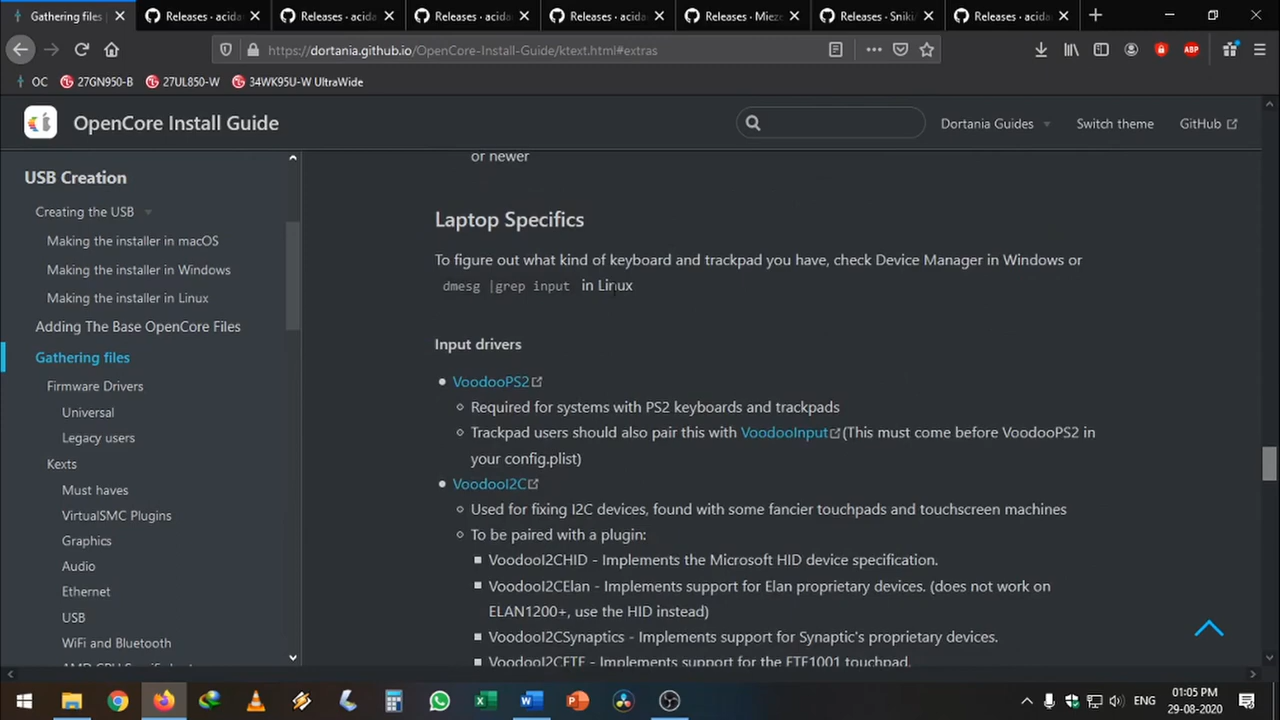 Gathering files
Releases · acida
Releases · acida
Releases · acida
Releases · acida
Releases · Mieze
Releases · Sniki
Releases · acida
https://dortania.github.io/OpenCore-Install-Guide/ktext.html#extras
ABP
OC
27GN950-B
27UL850-W
34WK95U-W UltraWide
OpenCore Install Guide
Dortania Guides
Switch theme
GitHub
USB Creation
Creating the USB
Making the installer in macOS
Making the installer in Windows
Making the installer in Linux
Adding The Base OpenCore Files
Gathering files
Firmware Drivers
Universal
Legacy users
Kexts
Must haves
VirtualSMC Plugins
Graphics
Audio
Ethernet
USB
WiFi and Bluetooth
or newer
Laptop Specifics
To figure out what kind of keyboard and trackpad you have, check Device Manager in Windows or
dmesg |grep input in Linux
Input drivers
VoodooPS2
Required for systems with PS2 keyboards and trackpads
Trackpad users should also pair this with VoodooInput (This must come before VoodooPS2 in
your config.plist)
VoodooI2C
Used for fixing I2C devices, found with some fancier touchpads and touchscreen machines
To be paired with a plugin:
VoodooI2CHID - Implements the Microsoft HID device specification.
VoodooI2CElan - Implements support for Elan proprietary devices. (does not work on
ELAN1200+, use the HID instead)
VoodooI2CSynaptics - Implements support for Synaptic's proprietary devices.
VoodooI2CFTE - Implements support for the FTE1001 touchpad.
ENG
01:05 PM
29-08-2020